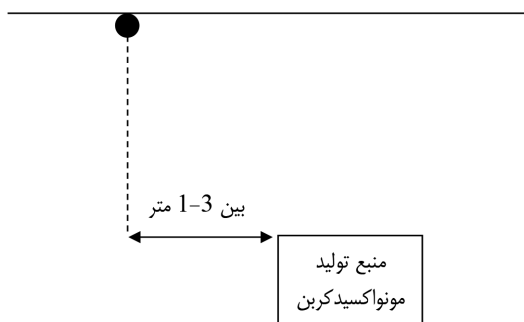 بین 3-1 متر
منبع تولید
مونواکسیدکربن